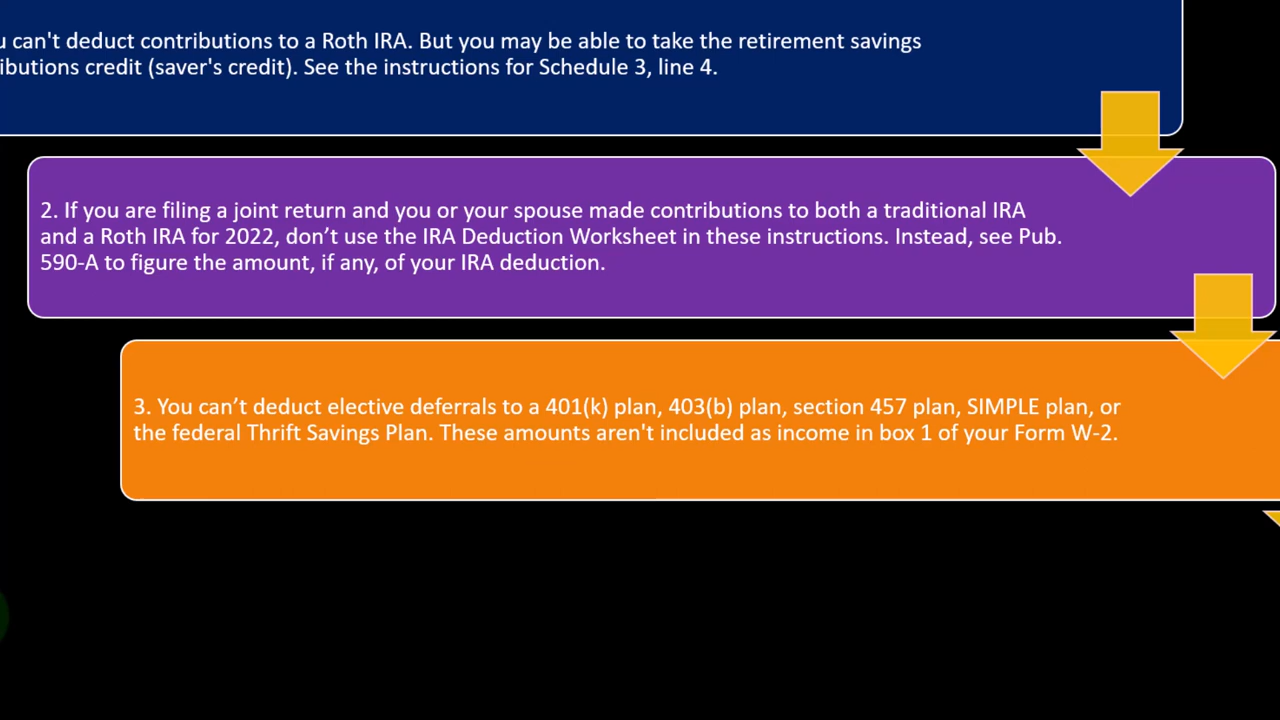 can't deduct contributions to a Roth IRA. But you may be able to take the retirement savings
credit (saver's credit). See the instructions for Schedule 3, line 4.
2. If you are filing a joint return and you or your spouse made contributions to both a traditional IRA
and a Roth IRA for 2022, don’t use the IRA Deduction Worksheet in these instructions. Instead, see Pub.
590-A to figure the amount, if any, of your IRA deduction.
3. You can’t deduct elective deferrals to a 401(k) plan, 403(b) plan, section 457 plan, SIMPLE plan, or
the federal Thrift Savings Plan. These amounts aren't included as income in box 1 of your Form W-2.